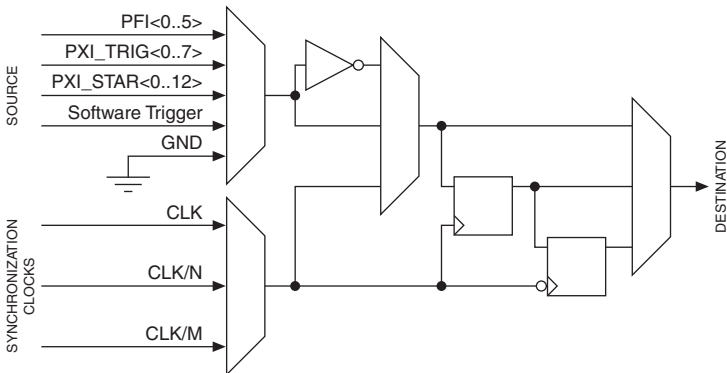 PFI<0..5>
PXI_TRIG<0..7>
PXI_STAR<0..12>
Software Trigger
GND
SOURCE
CLK
CLK/N
CLK/M
SYNCHRONIZATION
CLOCKS
DESTINATION